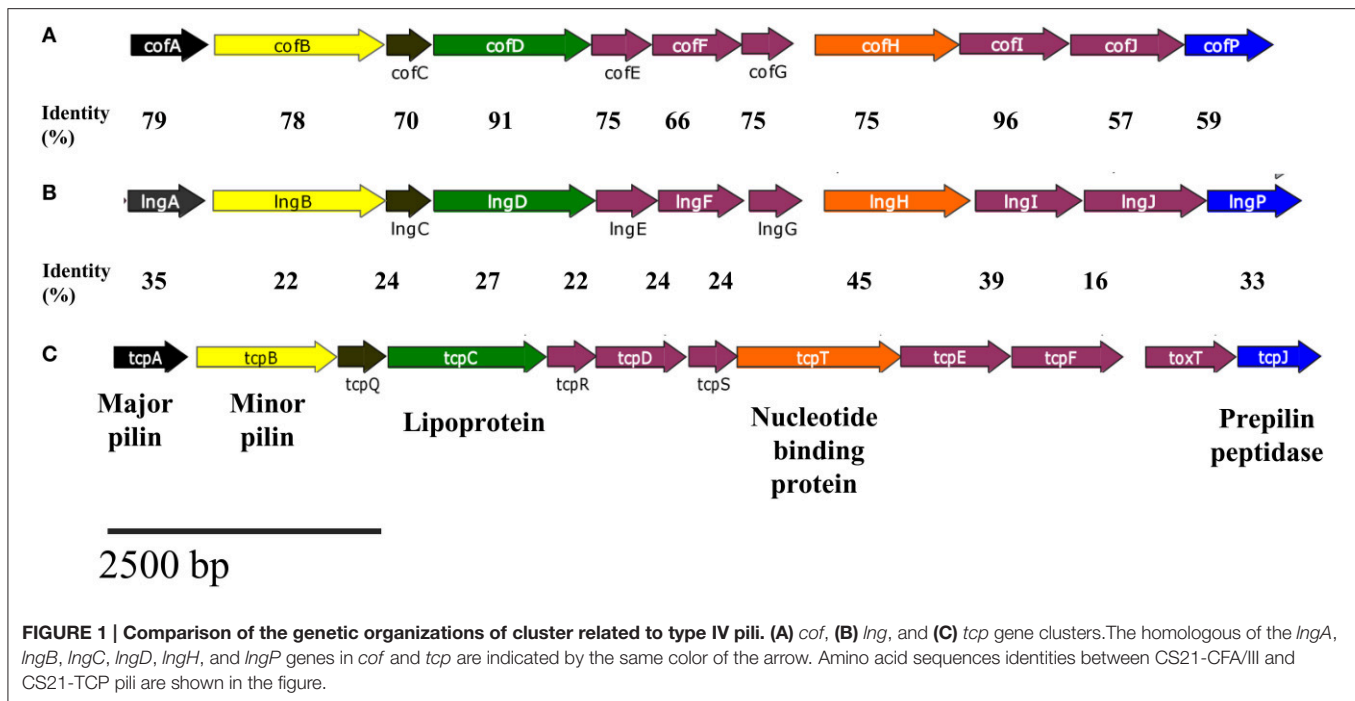 A cofA cofB cofD cofF cofH cofI cofJ cofP
cofC cofE cofG
Identity
(%) 79 78 70 91 75 66 75 75 96 57 59
B lngA lngB lngD lngF lngH lngI lngJ lngP
lngC lngE lngG
Identity
(%) 35 22 24 27 22 24 24 45 39 16 33
C tcpA tcpB tcpC tcpD tcpT tcpE tcpF toxT tcpJ
tcpQ tcpR tcpS
Major
pilin
Minor
pilin
Lipoprotein
Nucleotide
binding
protein
Prepilin
peptidase
2500 bp
FIGURE 1 | Comparison of the genetic organizations of cluster related to type IV pili. (A) cof, (B) lng, and (C) tcp gene clusters.The homologous of the lngA,
lngB, lngC, lngD, lngH, and lngP genes in cof and tcp are indicated by the same color of the arrow. Amino acid sequences identities between CS21-CFA/III and
CS21-TCP pili are shown in the figure.